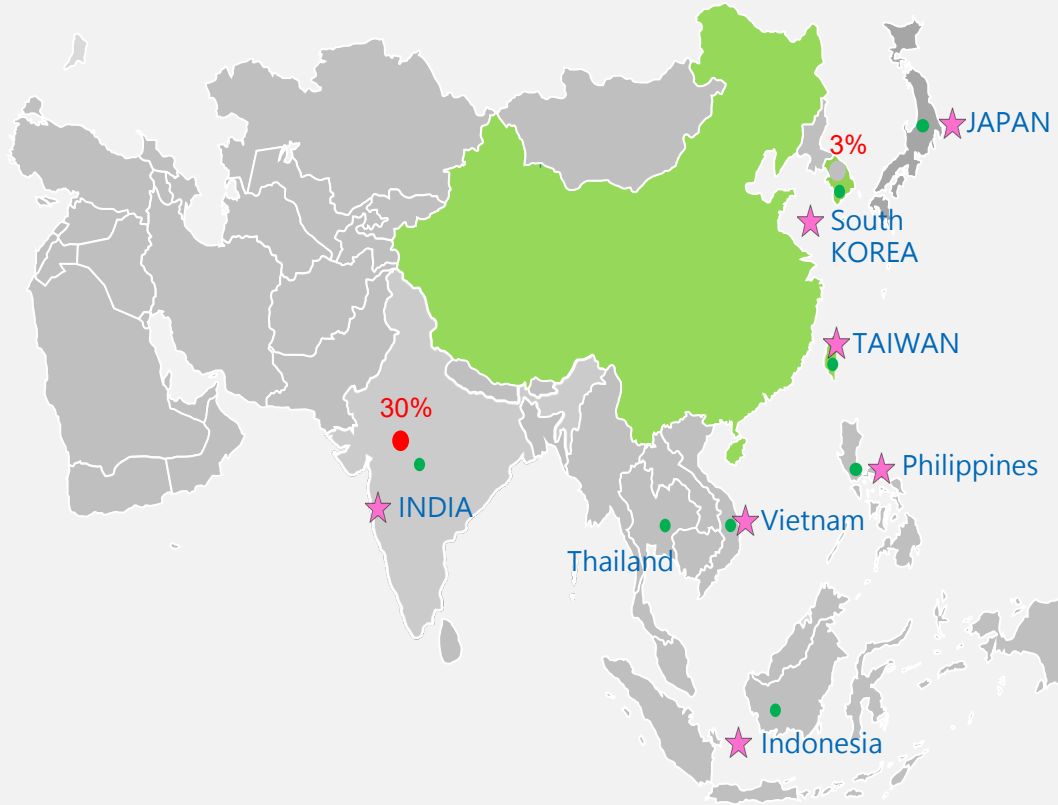 JAPAN
3%
South
KOREA
TAIWAN
30%
INDIA
Philippines
Vietnam
Thailand
Indonesia